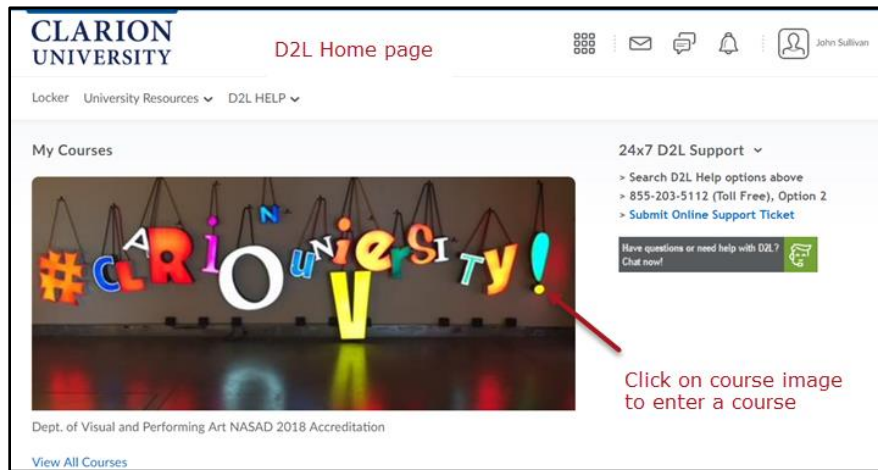 CLARION
UNIVERSITY
D2L Home page
John Sullivan
Locker University Resources D2L HELP
My Courses
#CLARiON UNiVerSITy!
Dept. of Visual and Performing Art NASAD 2018 Accreditation
View All Courses
24x7 D2L Support
> Search D2L Help options above
> 855-203-5112 (Toll Free), Option 2
> Submit Online Support Ticket
Have questions or need help with D2L?
Chat now!
Click on course image
to enter a course